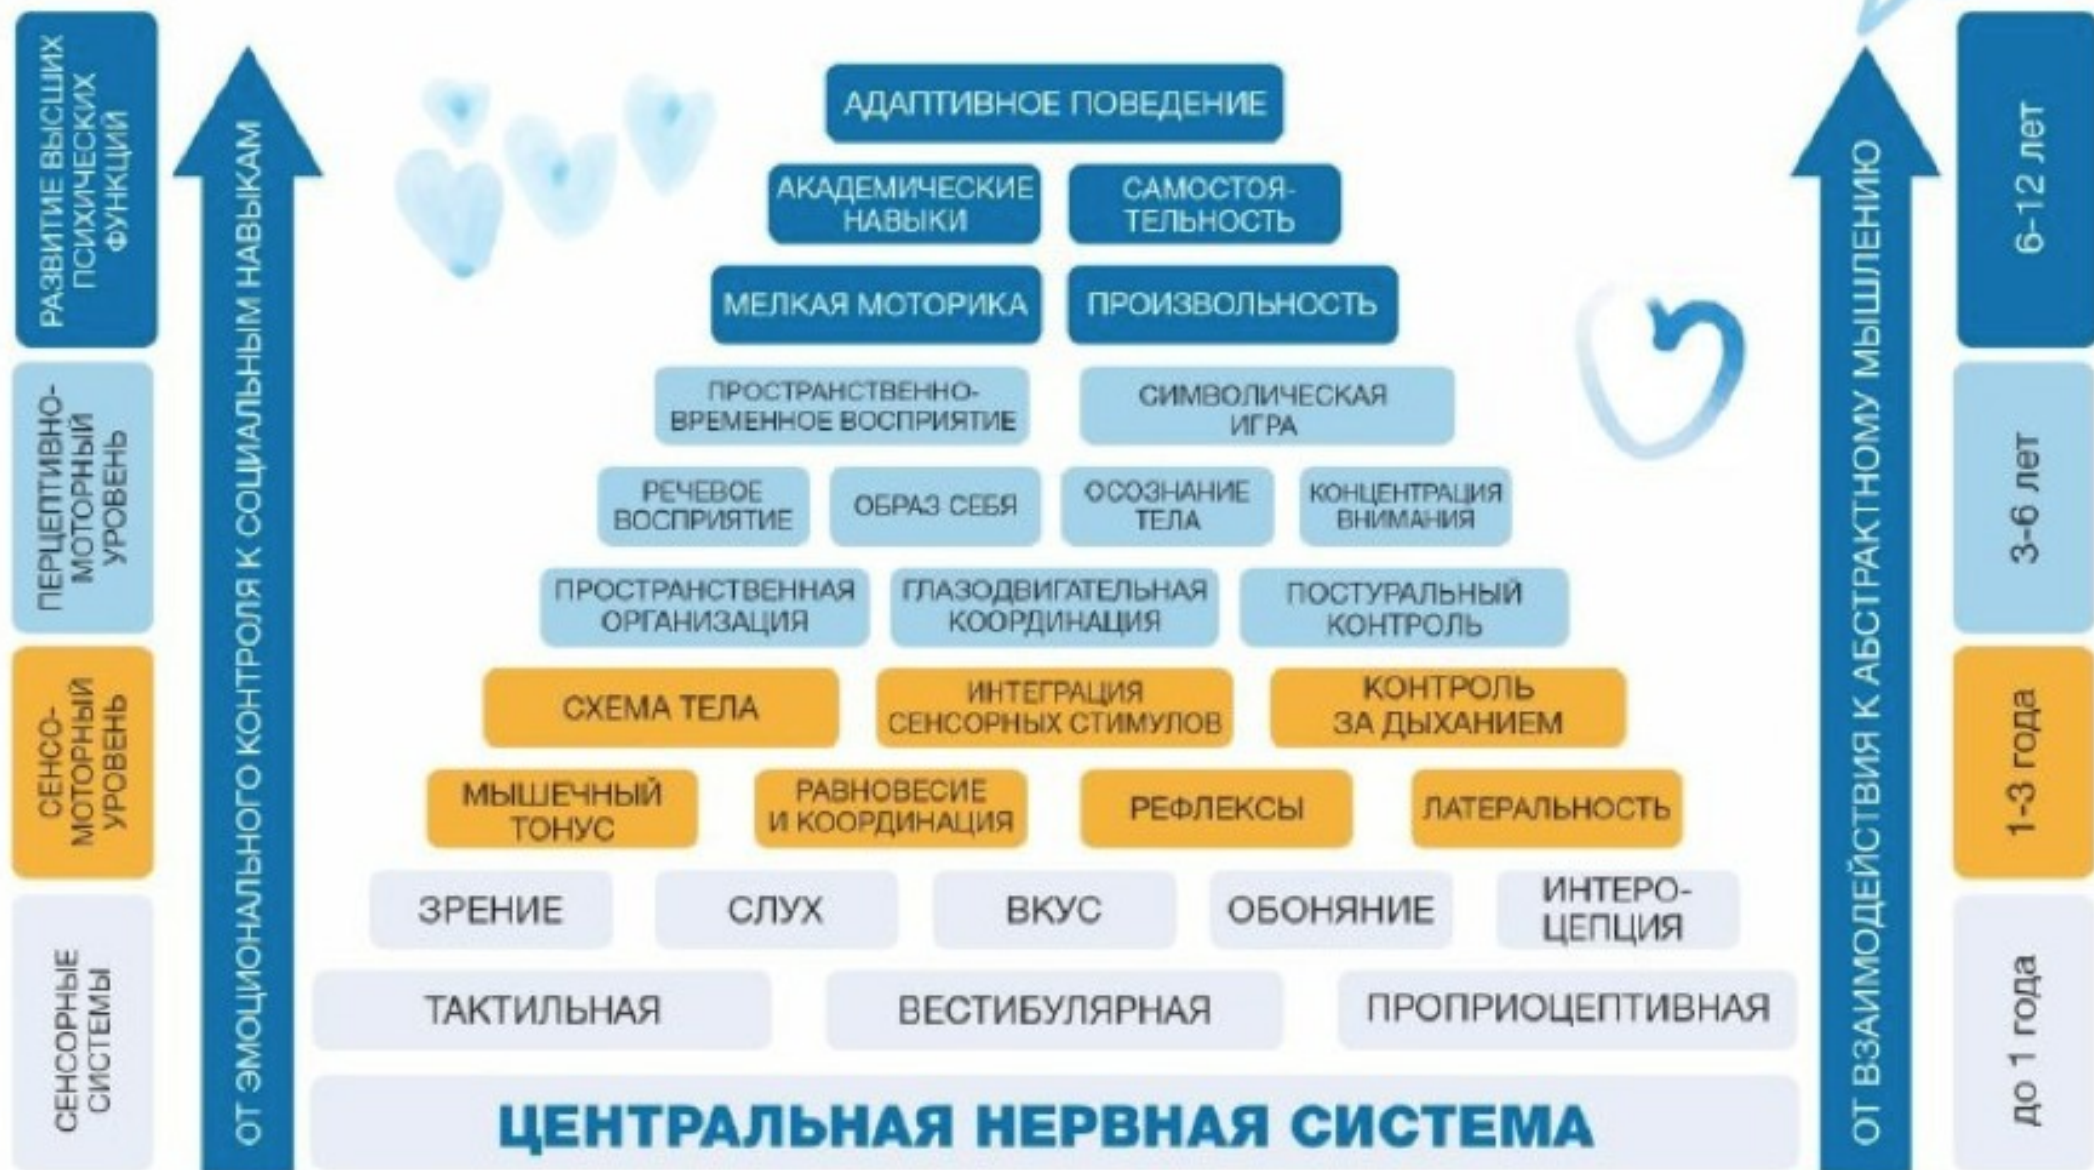 РАЗВИТИЕ ВЫСШИХ
ПСИХИЧЕСКИХ
ФУНКЦИЙ
ПЕРЦЕПТИВНО-
МОТОРНЫЙ
УРОВЕНЬ
СЕНСО-
МОТОРНЫЙ
УРОВЕНЬ
СЕНСОРНЫЕ
СИСТЕМЫ
ОТ ЭМОЦИОНАЛЬНОГО КОНТРОЛЯ К СОЦИАЛЬНЫМ НАВЫКАМ
АДАПТИВНОЕ ПОВЕДЕНИЕ
АКАДЕМИЧЕСКИЕ
НАВЫКИ
САМОСТОЯ-
ТЕЛЬНОСТЬ
МЕЛКАЯ МОТОРИКА
ПРОИЗВОЛЬНОСТЬ
ПРОСТРАНСТВЕННО-
ВРЕМЕННОЕ ВОСПРИЯТИЕ
СИМВОЛИЧЕСКАЯ
ИГРА
РЕЧЕВОЕ
ВОСПРИЯТИЕ
ОБРАЗ СЕБЯ
ОСОЗНАНИЕ
ТЕЛА
КОНЦЕНТРАЦИЯ
ВНИМАНИЯ
ПРОСТРАНСТВЕННАЯ
ОРГАНИЗАЦИЯ
ГЛАЗОДВИГАТЕЛЬНАЯ
КООРДИНАЦИЯ
ПОСТУРАЛЬНЫЙ
КОНТРОЛЬ
СХЕМА ТЕЛА
ИНТЕГРАЦИЯ
СЕНСОРНЫХ СТИМУЛОВ
КОНТРОЛЬ
ЗА ДЫХАНИЕМ
МЫШЕЧНЫЙ
ТОНУС
РАВНОВЕСИЕ
И КООРДИНАЦИЯ
РЕФЛЕКСЫ
ЛАТЕРАЛЬНОСТЬ
ЗРЕНИЕ
СЛУХ
ВКУС
ОБОНЯНИЕ
ИНТЕРО-
ЦЕПЦИЯ
ТАКТИЛЬНАЯ
ВЕСТИБУЛЯРНАЯ
ПРОПРИОЦЕПТИВНАЯ
ЦЕНТРАЛЬНАЯ НЕРВНАЯ СИСТЕМА
ОТ ВЗАИМОДЕЙСТВИЯ К АБСТРАКТНОМУ МЫШЛЕНИЮ
6-12 лет
3-6 лет
1-3 года
до 1 года